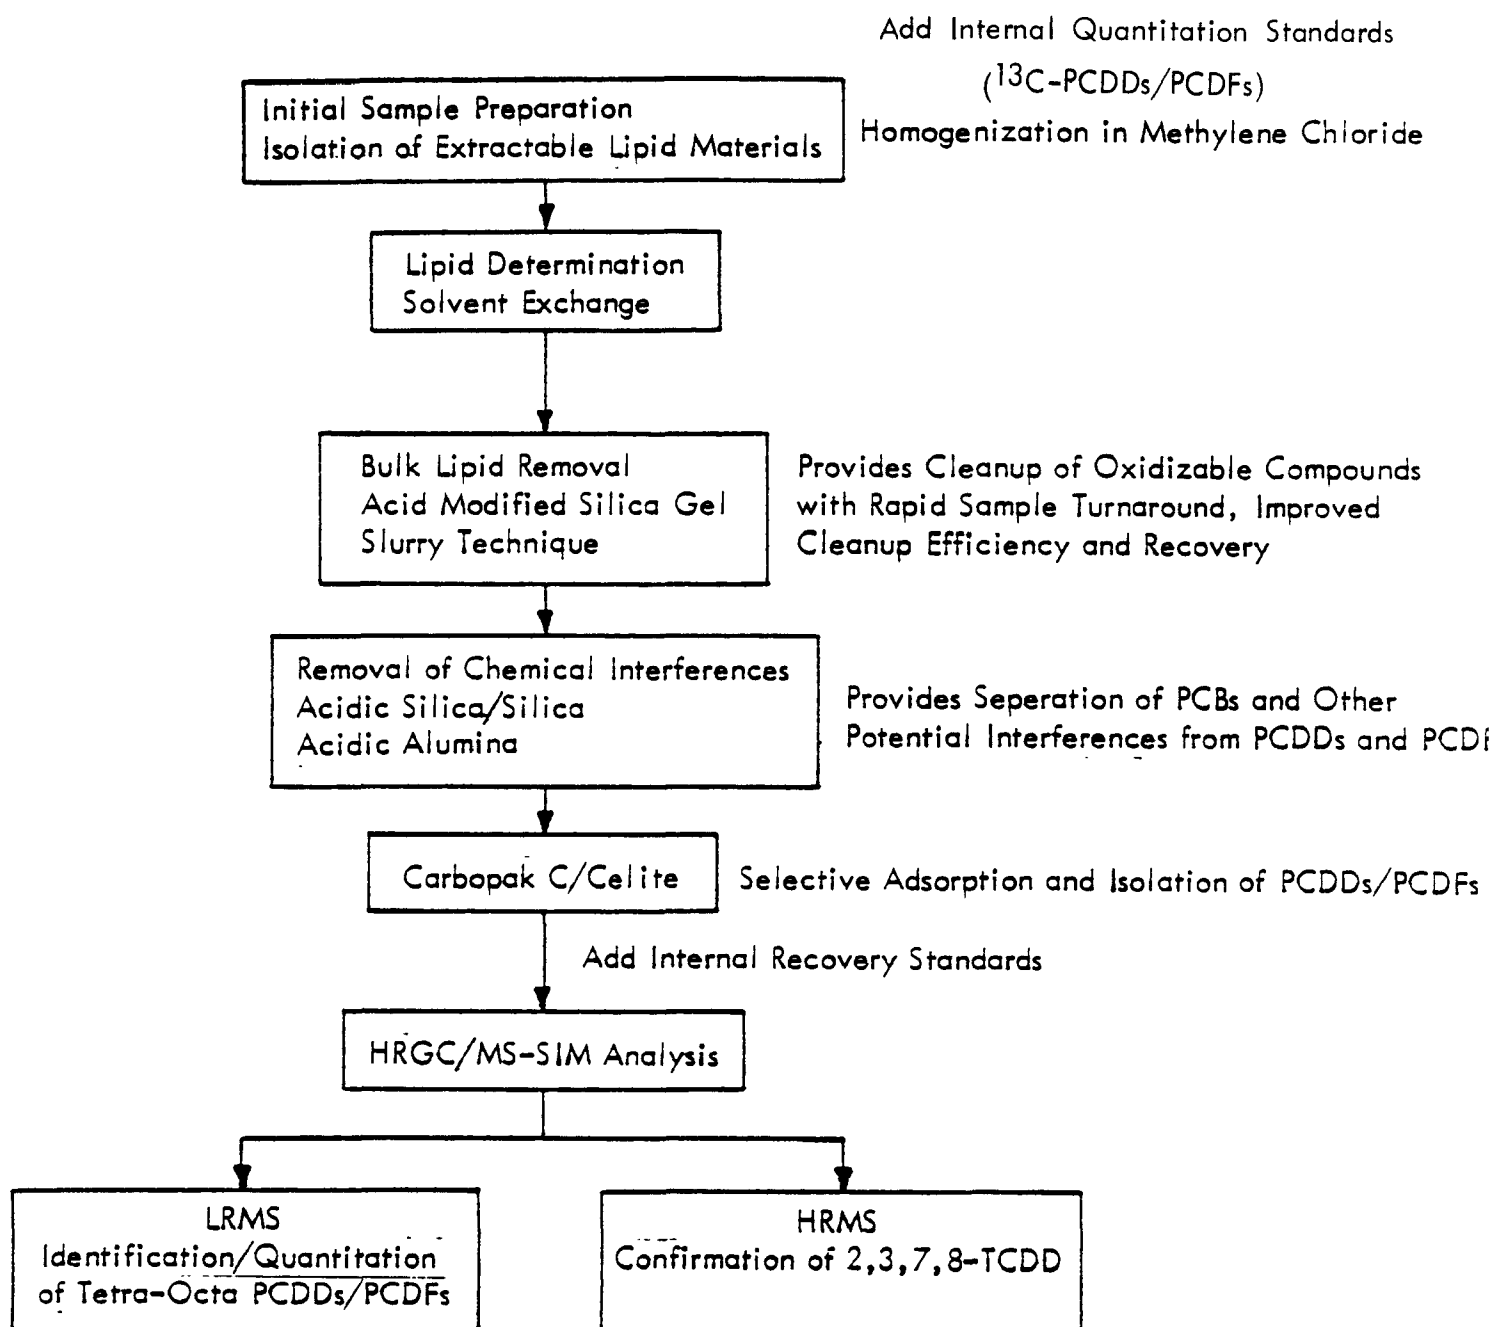 Add Internal Quantitation Standards
(13C-PCDDs/PCDFs)
Homogenization in Methylene Chloride
Initial Sample Preparation
Isolation of Extractable Lipid Materials
Lipid Determination
Solvent Exchange
Bulk Lipid Removal
Acid Modified Silica Gel
Slurry Technique
Provides Cleanup of Oxidizable Compounds
with Rapid Sample Turnaround, Improved
Cleanup Efficiency and Recovery
Removal of Chemical Interferences
Acidic Silica/Silica
Acidic Alumina
Provides Seperation of PCBs and Other
Potential Interferences from PCDDs and
Carbopak C/Celite
Selective Adsorption and Isolation of PCDDs/PCDFs
Add Internal Recovery Standards
HRGC/MS-SIM Analysis
LRMS
Identification/Quantitation
of Tetra-Octa PCDDs/PCDFs
HRMS
Confirmation of 2,3,7,8-TCDD